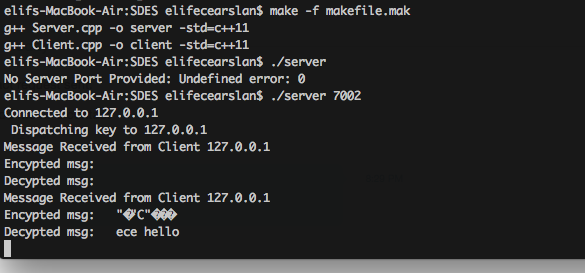 elifs-MacBook-Air:SDES elifecearslan$ make -f makefile.mak
g++ Server.cpp -o server -std=c++11
g++ Client.cpp -o client -std=c++11
elifs-MacBook-Air:SDES elifecearslan$ ./server
No Server Port Provided: Undefined error: 0
elifs-MacBook-Air:SDES elifecearslan$ ./server 7002
Connected to 127.0.0.1
 Dispatching key to 127.0.0.1
Message Received from Client 127.0.0.1
Encypted msg:
Decypted msg:
Message Received from Client 127.0.0.1
Encypted msg:   "�"C"���
Decypted msg:   ece hello